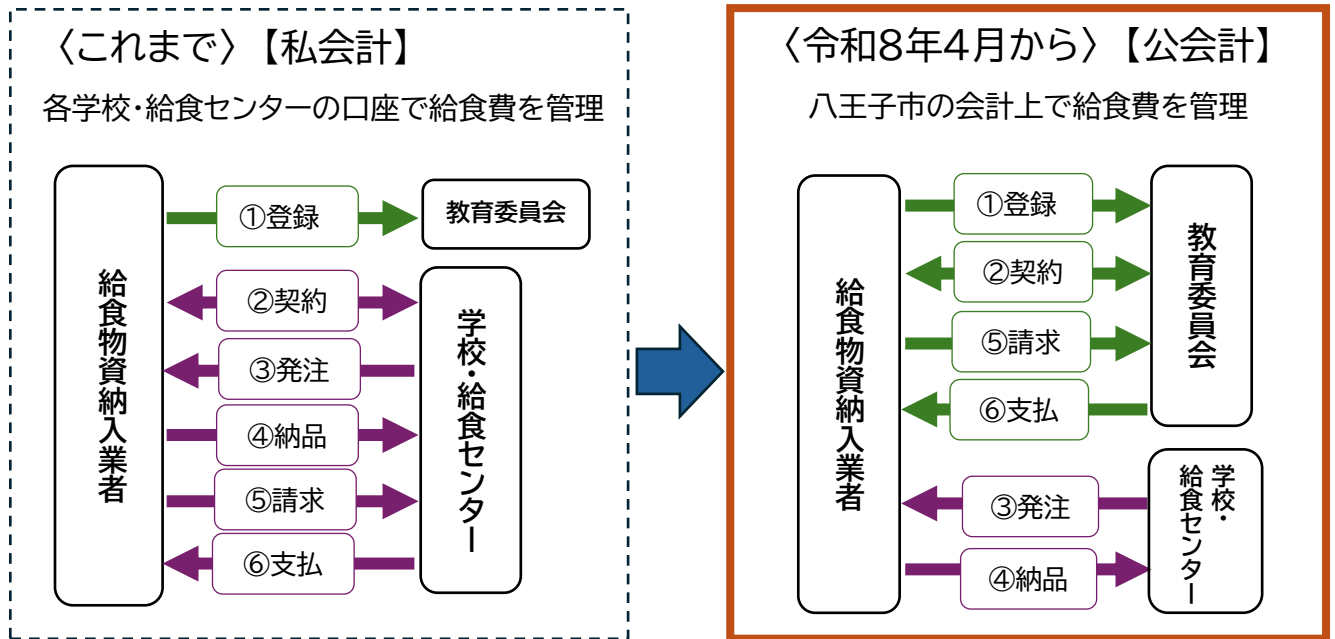 〈これまで〉【私会計】
各学校・給食センターの口座で給食費を管理
給食物資納入業者
①登録
教育委員会
②契約
③発注
④納品
⑤請求
⑥支払
学校・給食センター
〈令和8年4月から〉【公会計】
八王子市の会計上で給食費を管理
給食物資納入業者
①登録
②契約
⑤請求
⑥支払
教育委員会
③発注
④納品
学校・
給食センター